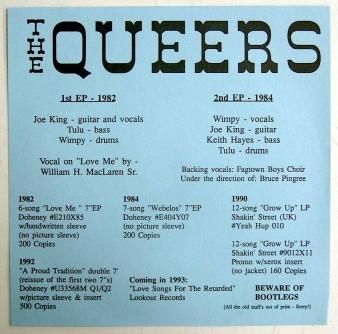 THE QUEERS
1st EP - 1982
Joe King - guitar and vocals
Tulu - bass
Wimpy - drums
Vocal on "Love Me" by -
William H. MacLaren Sr.
2nd EP - 1984
Wimpy - vocals
Joe King - guitar
Keith Hayes - bass
Tulu - drums
Backing vocals: Fagtown Boys Choir
Under the direction of: Bruce Pingree
1982
6-song "Love Me " 7"EP
Doheney #E210X85
w/handwritten sleeve
(no picture sleeve)
200 Copies
1984
7-song "Webelos" 7"EP
Doheney #E404Y07
(no picture sleeve)
200 Copies
1990
12-song "Grow Up" LP
Shakin' Street (UK)
#Yeah Hup 010
12-song "Grow Up" LP
Shakin' Street #9012X11
Promo w/xerox insert
(no jacket) 160 Copies
1992
"A Proud Tradition" double 7'
(reissue of the first two 7"s)
Doheney #U33568M Q1/Q2
w/picture sleeve & insert
500 Copies
Coming in 1993:
"Love Songs For The Retarded"
Lookout Records
BEWARE OF
BOOTLEGS
(All the old stuff's out of print - Sorry!)